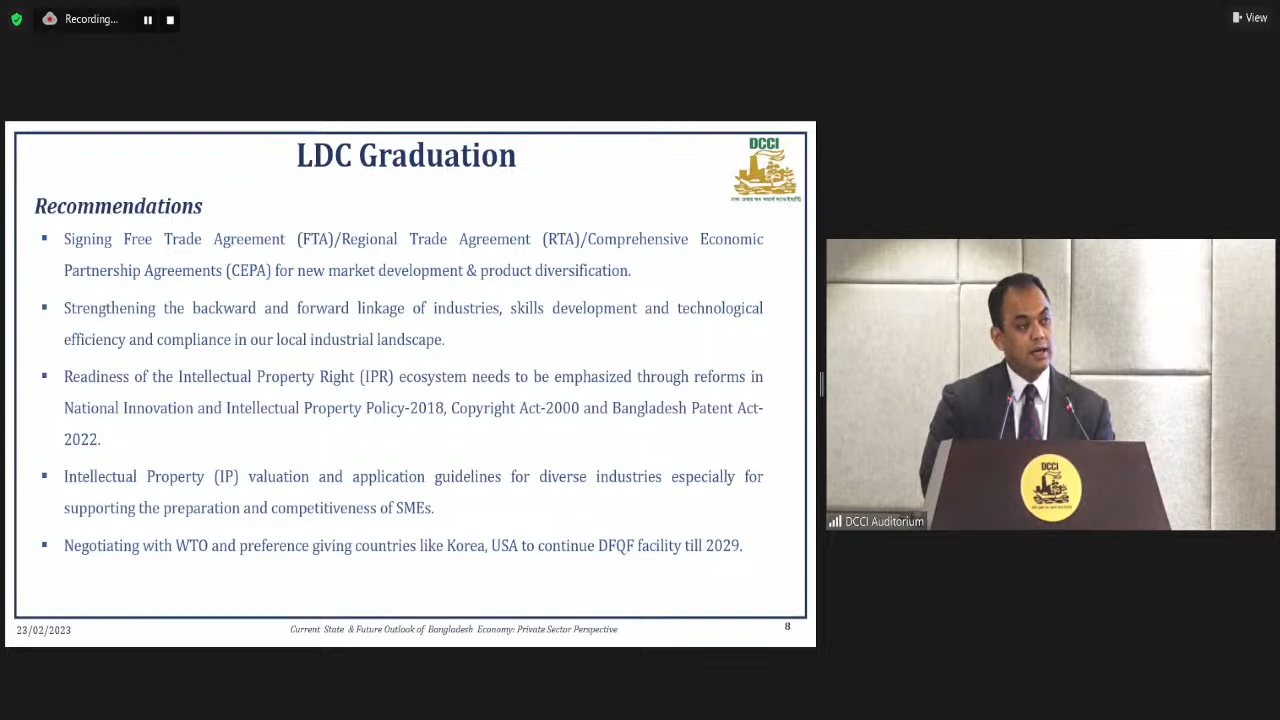 Recording...
View
LDC Graduation
DCCI
Recommendations
▪ Signing Free Trade Agreement (FTA)/Regional Trade Agreement (RTA)/Comprehensive Economic
Partnership Agreements (CEPA) for new market development & product diversification.
▪ Strengthening the backward and forward linkage of industries, skills development and technological
efficiency and compliance in our local industrial landscape.
▪ Readiness of the Intellectual Property Right (IPR) ecosystem needs to be emphasized through reforms in
National Innovation and Intellectual Property Policy-2018, Copyright Act-2000 and Bangladesh Patent Act-
2022.
▪ Intellectual Property (IP) valuation and application guidelines for diverse industries especially for
supporting the preparation and competitiveness of SMEs.
▪ Negotiating with WTO and preference giving countries like Korea, USA to continue DFQF facility till 2029.
23/02/2023
Current State & Future Outlook of Bangladesh Economy: Private Sector Perspective
8
DCCI
DCCI Auditorium